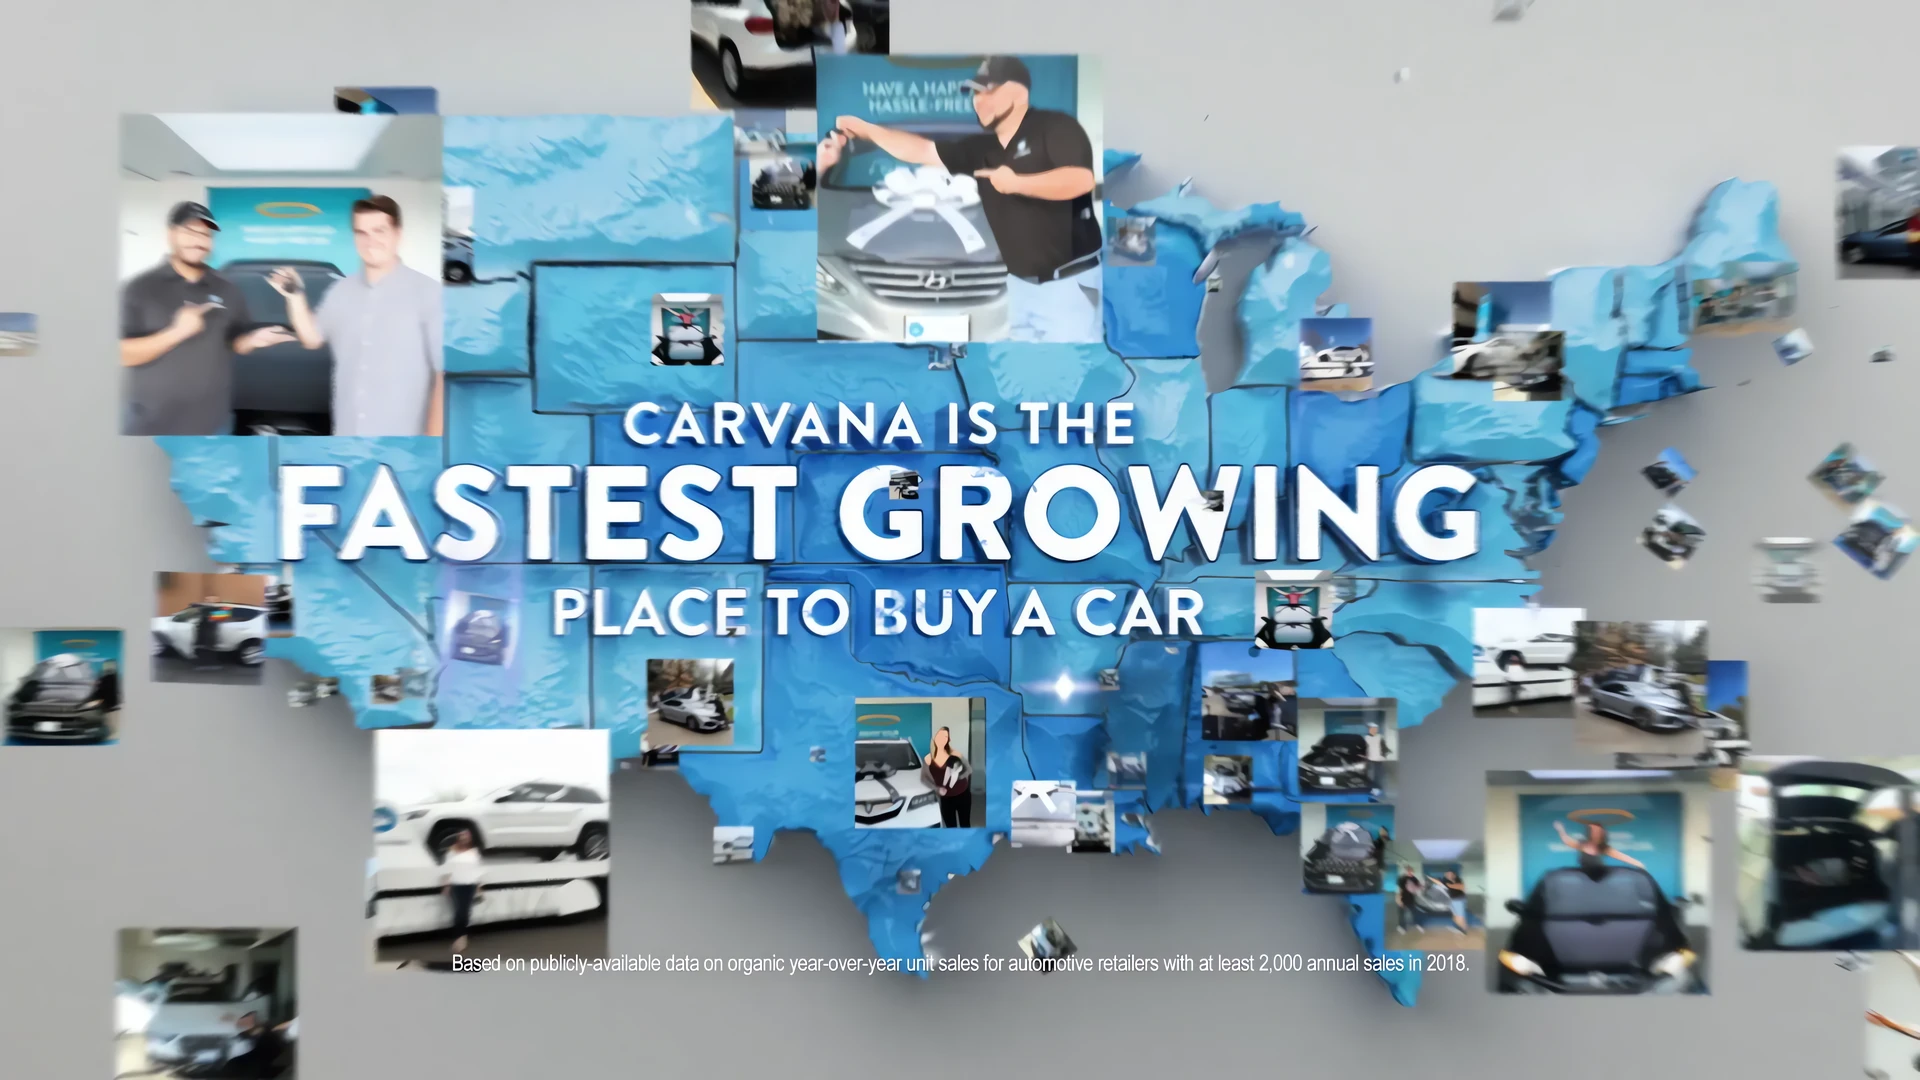 HAVE A HAP
HASSLE-FREE
CARVANA IS THE
FASTEST GROWING
PLACE TO BUY A CAR
Based on publicly-available data on organic year-over-year unit sales for automotive retailers with at least 2,000 annual sales in 2018.